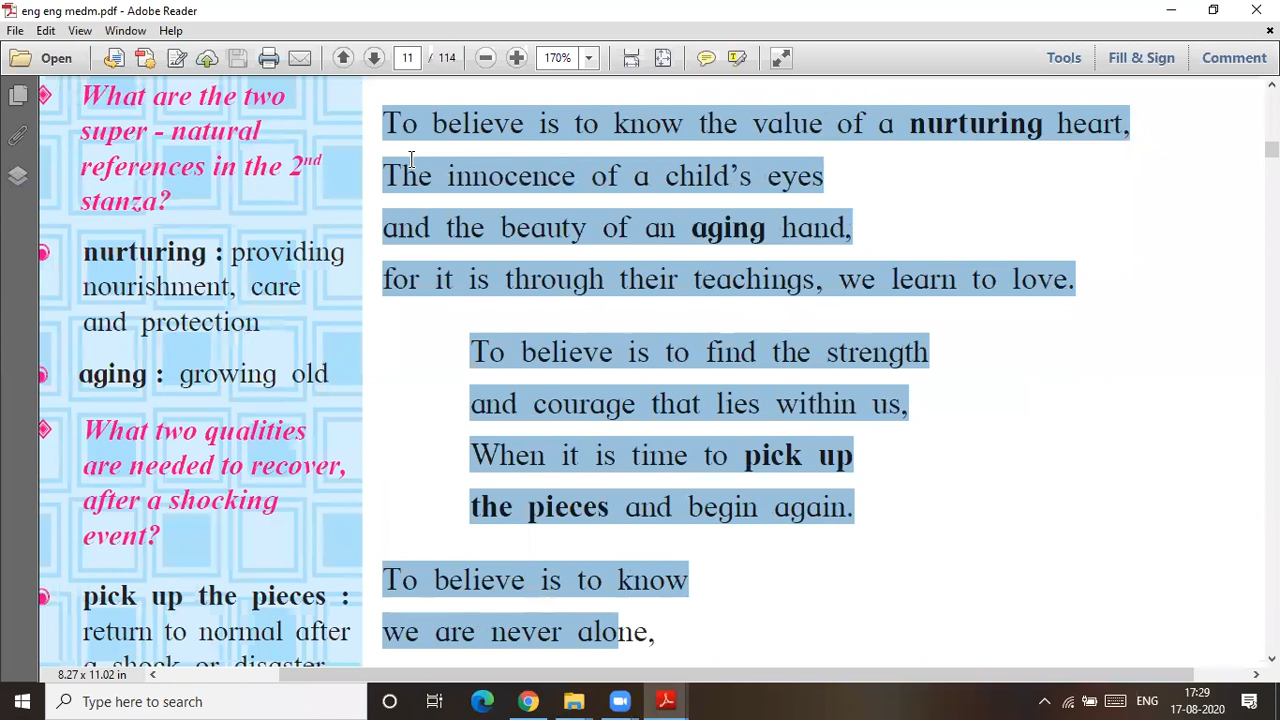 eng eng medm.pdf - Adobe Reader
File Edit View Window Help
Open 11 / 114 170% Tools Fill & Sign Comment
What are the two
super - natural
references in the 2nd
stanza?
nurturing : providing
nourishment, care
and protection
aging : growing old
What two qualities
are needed to recover,
after a shocking
event?
pick up the pieces :
return to normal after
a shock or disaster
To believe is to know the value of a nurturing heart,
The innocence of a child’s eyes
and the beauty of an aging hand,
for it is through their teachings, we learn to love.
To believe is to find the strength
and courage that lies within us,
When it is time to pick up
the pieces and begin again.
To believe is to know
we are never alone,
8.27 x 11.02 in
Type here to search
ENG
17:29
17-08-2020